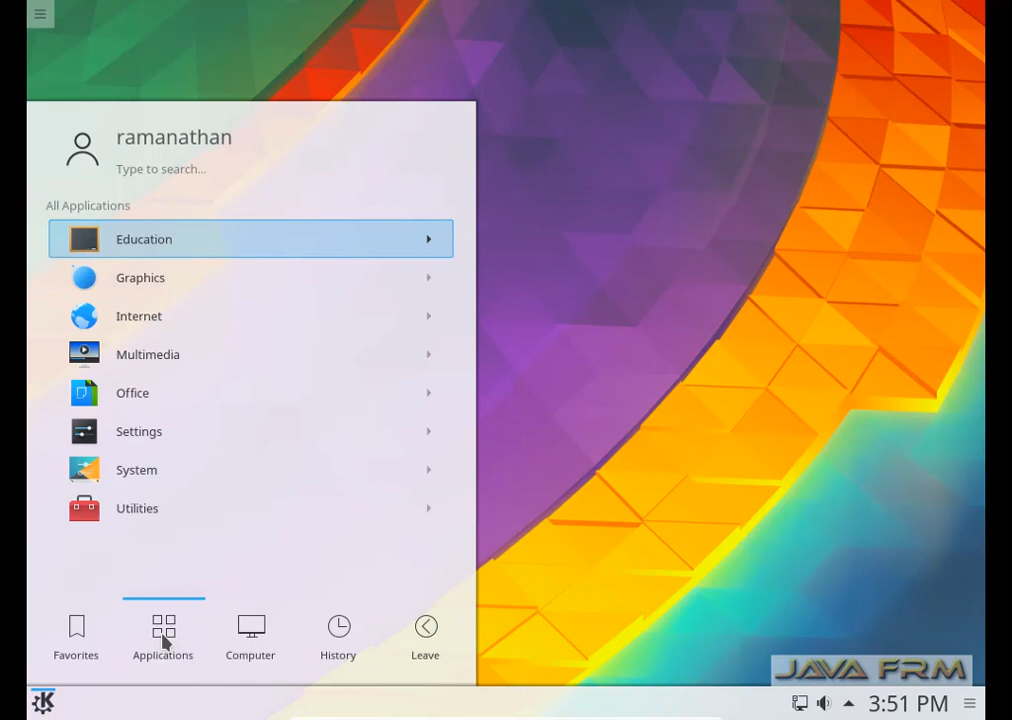 ramanathan
Type to search...
All Applications
Education
Graphics
Internet
Multimedia
Office
Settings
System
Utilities
Favorites
Applications
Computer
History
Leave
JAVA FRM
3:51 PM